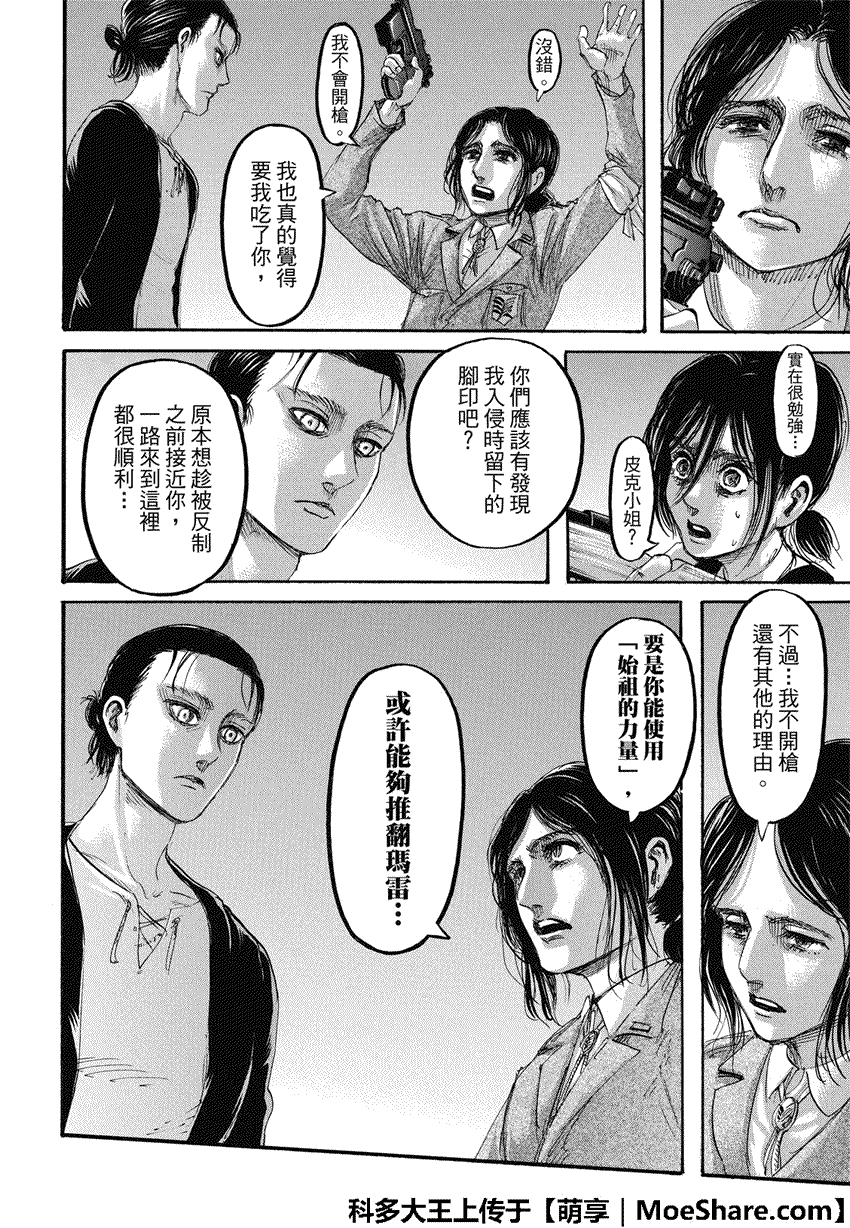 沒錯。
我不會開槍。
我也真的覺得
要我吃了你，
實在很勉強…
皮克小姐？
你們應該有發現
我入侵時留下的
腳印吧？
原本想趁被反制
之前接近你，
一路來到這裡
都很順利…
不過…我不開槍
還有其他的理由。
要是你能使用
「始祖的力量」，
或許能夠推翻瑪雷…
科多大王上传于【萌享｜MoeShare.com】